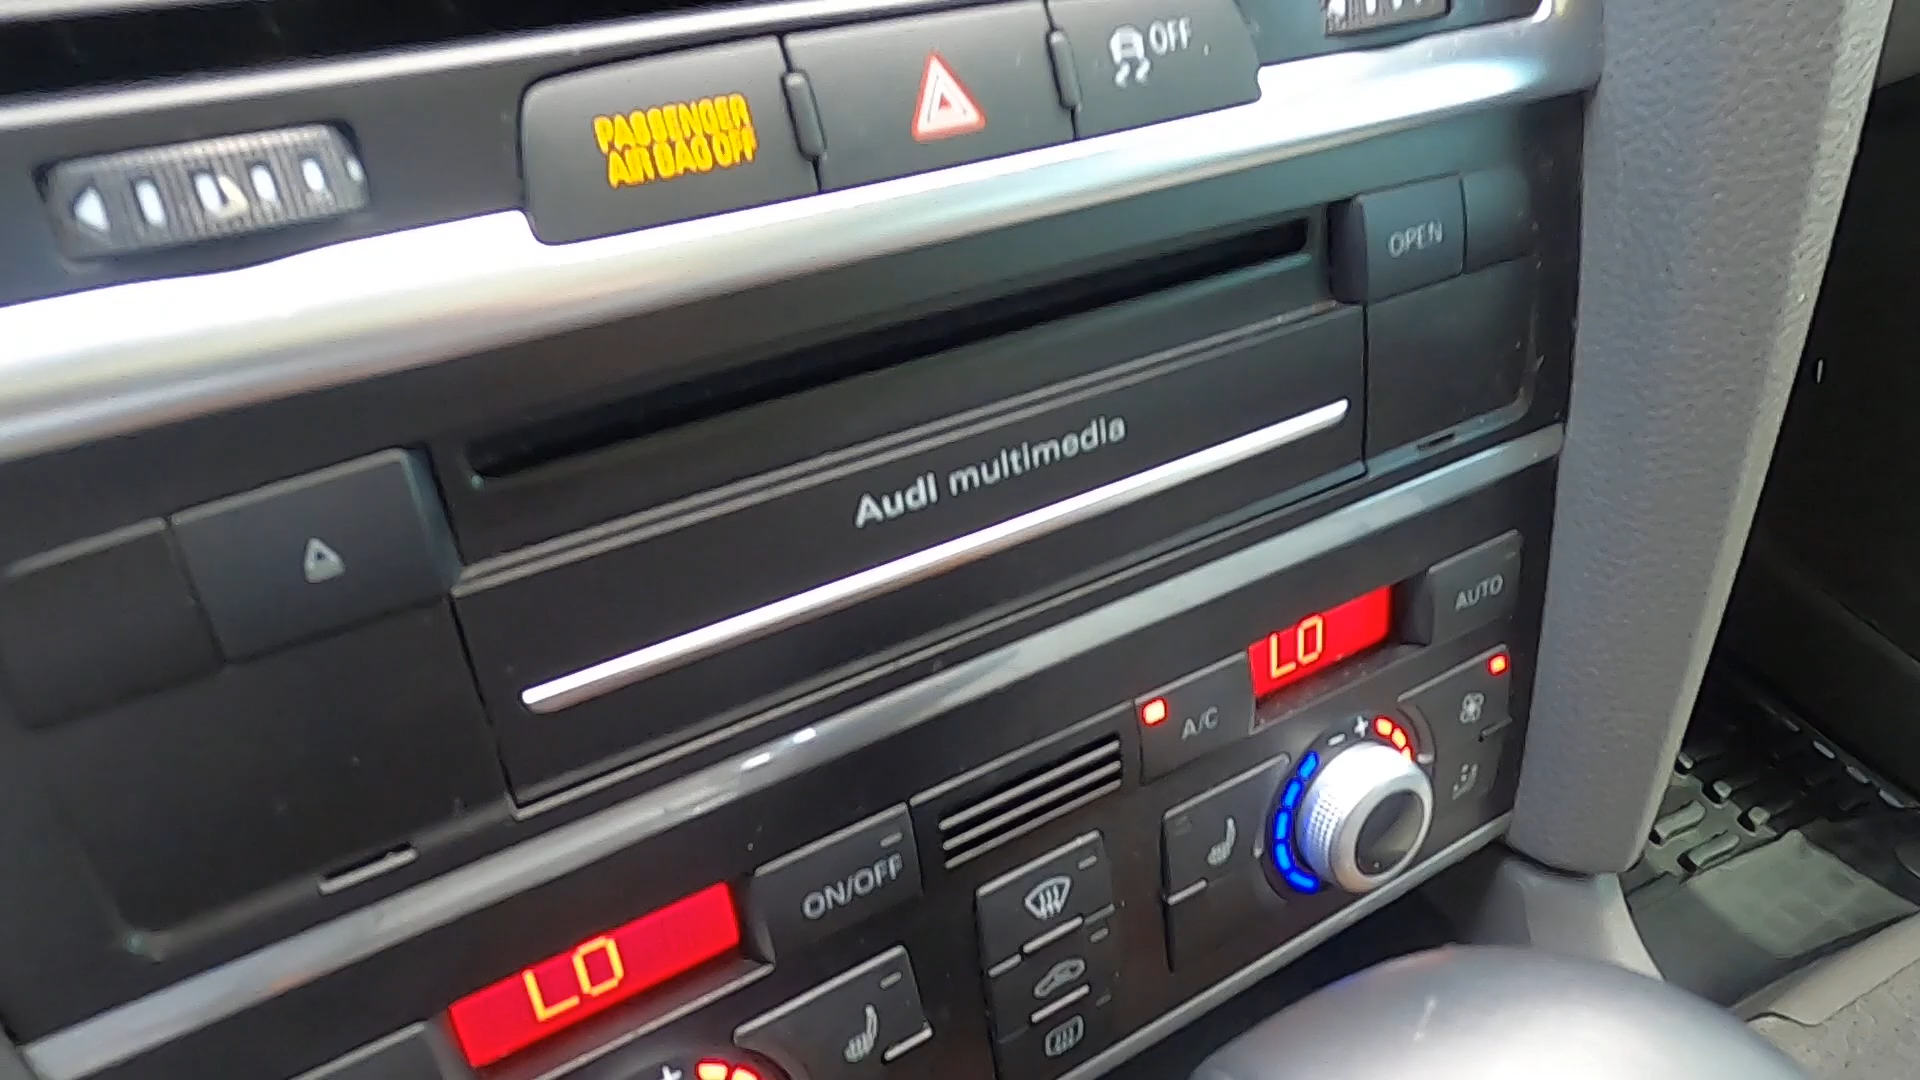 PASSENGER
AIR BAG OFF
OFF
OPEN
Audi multimedia
AUTO
LO
A/C
- +
ON/OFF
LO
+